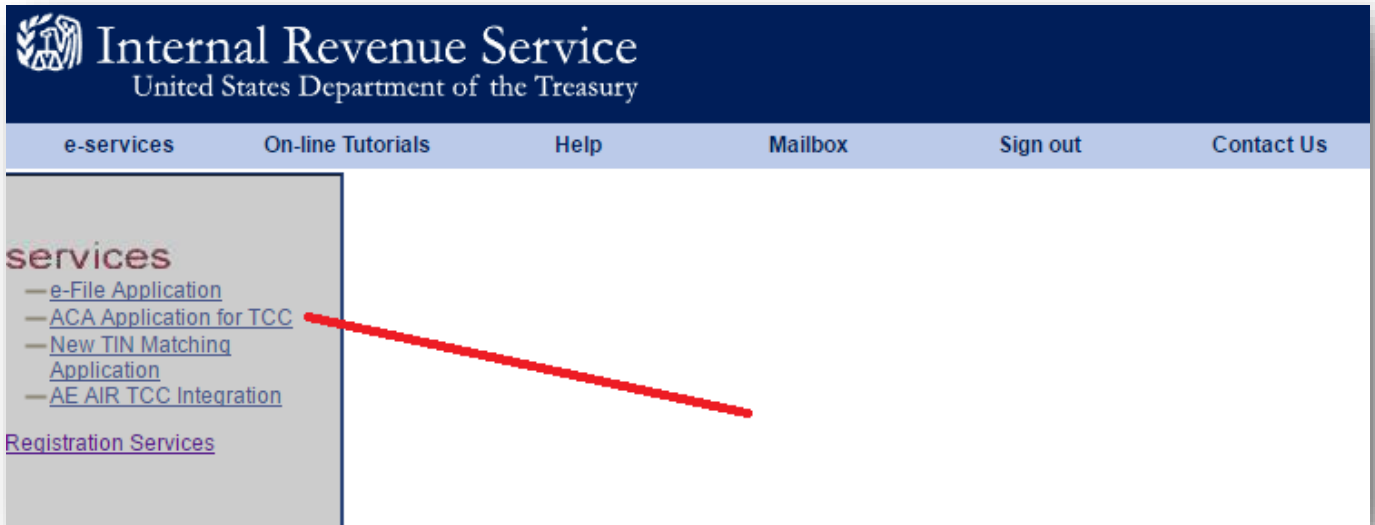 Internal Revenue Service
United States Department of the Treasury
e-services On-line Tutorials Help Mailbox Sign out Contact Us
services
e-File Application
ACA Application for TCC
New TIN Matching
Application
AE AIR TCC Integration
Registration Services